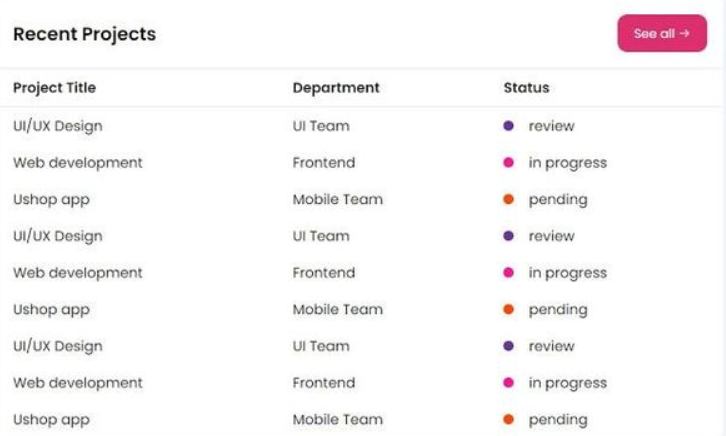 Recent Projects See all →
Project Title Department Status
UI/UX Design UI Team review
Web development Frontend in progress
Ushop app Mobile Team pending
UI/UX Design UI Team review
Web development Frontend in progress
Ushop app Mobile Team pending
UI/UX Design UI Team review
Web development Frontend in progress
Ushop app Mobile Team pending